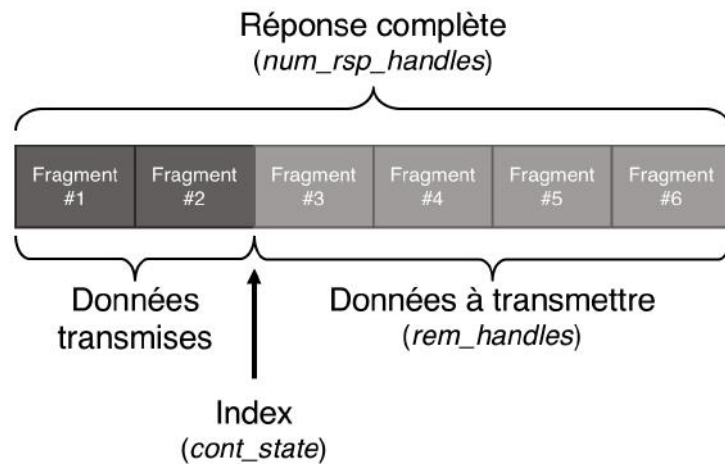 Réponse complète
(num_rsp_handles)
Fragment
#1
Fragment
#2
Fragment
#3
Fragment
#4
Fragment
#5
Fragment
#6
Données
transmises
Données à transmettre
(rem_handles)
Index
(cont_state)